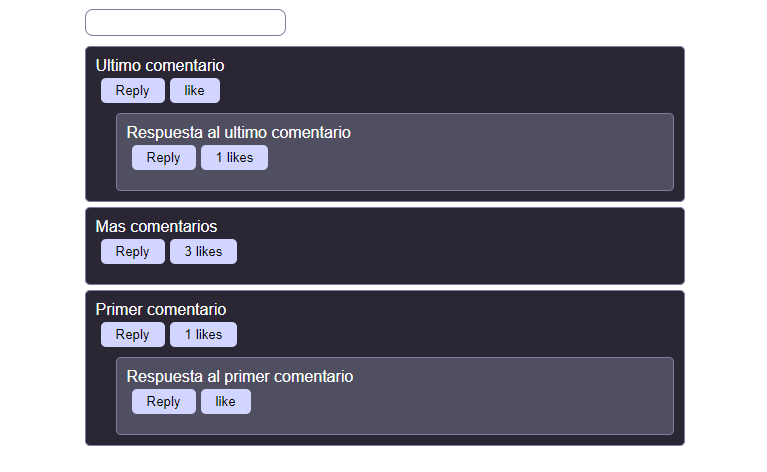 Ultimo comentario
Reply like
Respuesta al ultimo comentario
Reply 1 likes
Mas comentarios
Reply 3 likes
Primer comentario
Reply 1 likes
Respuesta al primer comentario
Reply like